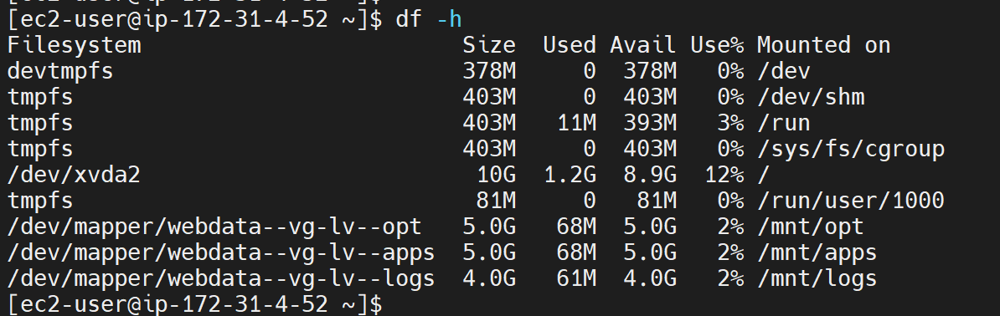 [ec2-user@ip-172-31-4-52 ~]$ df -h
Filesystem                         Size  Used Avail Use% Mounted on
devtmpfs                           378M     0  378M   0% /dev
tmpfs                              403M     0  403M   0% /dev/shm
tmpfs                              403M   11M  393M   3% /run
tmpfs                              403M     0  403M   0% /sys/fs/cgroup
/dev/xvda2                          10G  1.2G  8.9G  12% /
tmpfs                               81M     0   81M   0% /run/user/1000
/dev/mapper/webdata--vg-lv--opt   5.0G   68M  5.0G   2% /mnt/opt
/dev/mapper/webdata--vg-lv--apps  5.0G   68M  5.0G   2% /mnt/apps
/dev/mapper/webdata--vg-lv--logs  4.0G   61M  4.0G   2% /mnt/logs
[ec2-user@ip-172-31-4-52 ~]$